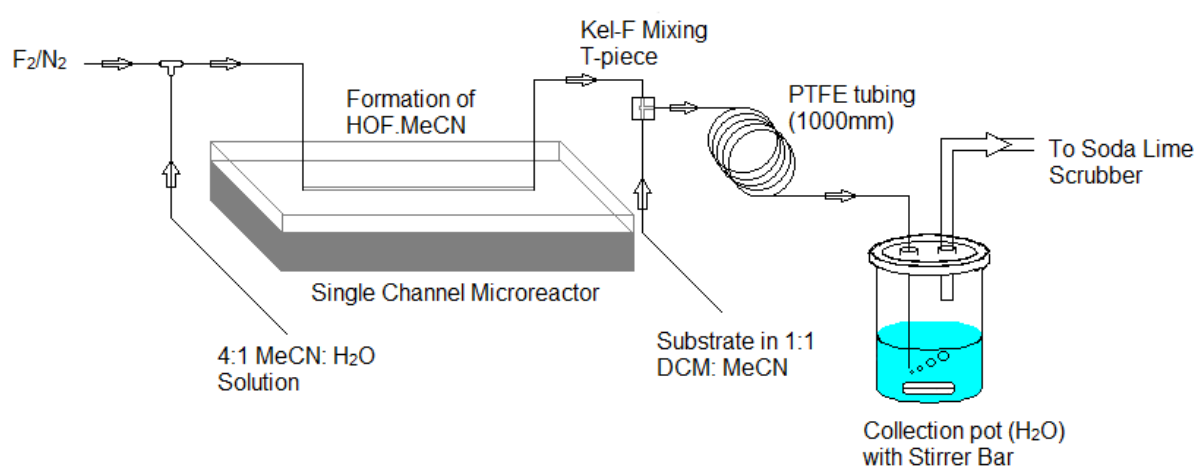 F₂/N₂
Formation of
HOF.MeCN
Kel-F Mixing
T-piece
PTFE tubing
(1000mm)
To Soda Lime
Scrubber
Single Channel Microreactor
4:1 MeCN: H₂O
Solution
Substrate in 1:1
DCM: MeCN
Collection pot (H₂O)
with Stirrer Bar